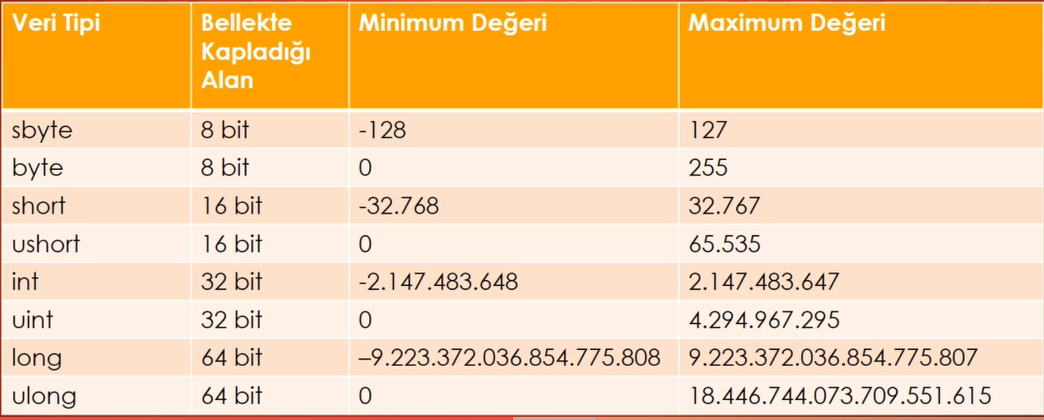 Veri Tipi	Bellekte Kapladığı Alan	Minimum Değeri	Maximum Değeri
sbyte	8 bit	-128	127
byte	8 bit	0	255
short	16 bit	-32.768	32.767
ushort	16 bit	0	65.535
int	32 bit	-2.147.483.648	2.147.483.647
uint	32 bit	0	4.294.967.295
long	64 bit	–9.223.372.036.854.775.808	9.223.372.036.854.775.807
ulong	64 bit	0	18.446.744.073.709.551.615